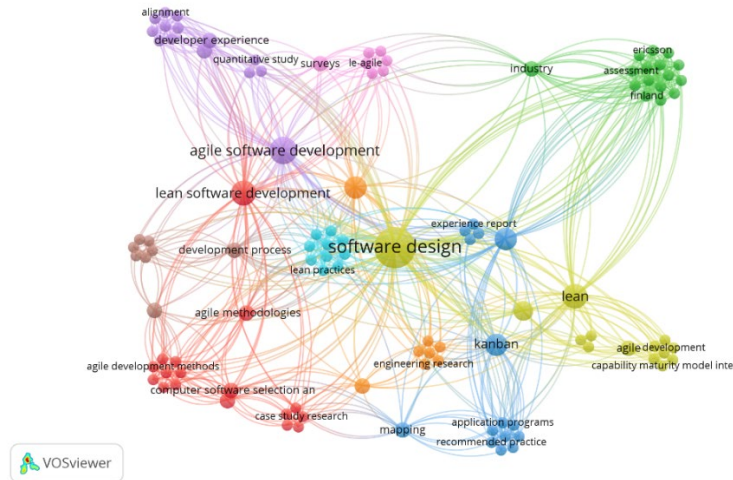 alignment
developer experience
quantitative study
surveys
le-agile
industry
ericsson
assessment
finland
agile software development
lean software development
development process
lean practices
software design
experience report
lean
agile methodologies
kanban
agile development
capability maturity model inte
agile development methods
engineering research
computer software selection an
case study research
mapping
application programs
recommended practice
VOSviewer